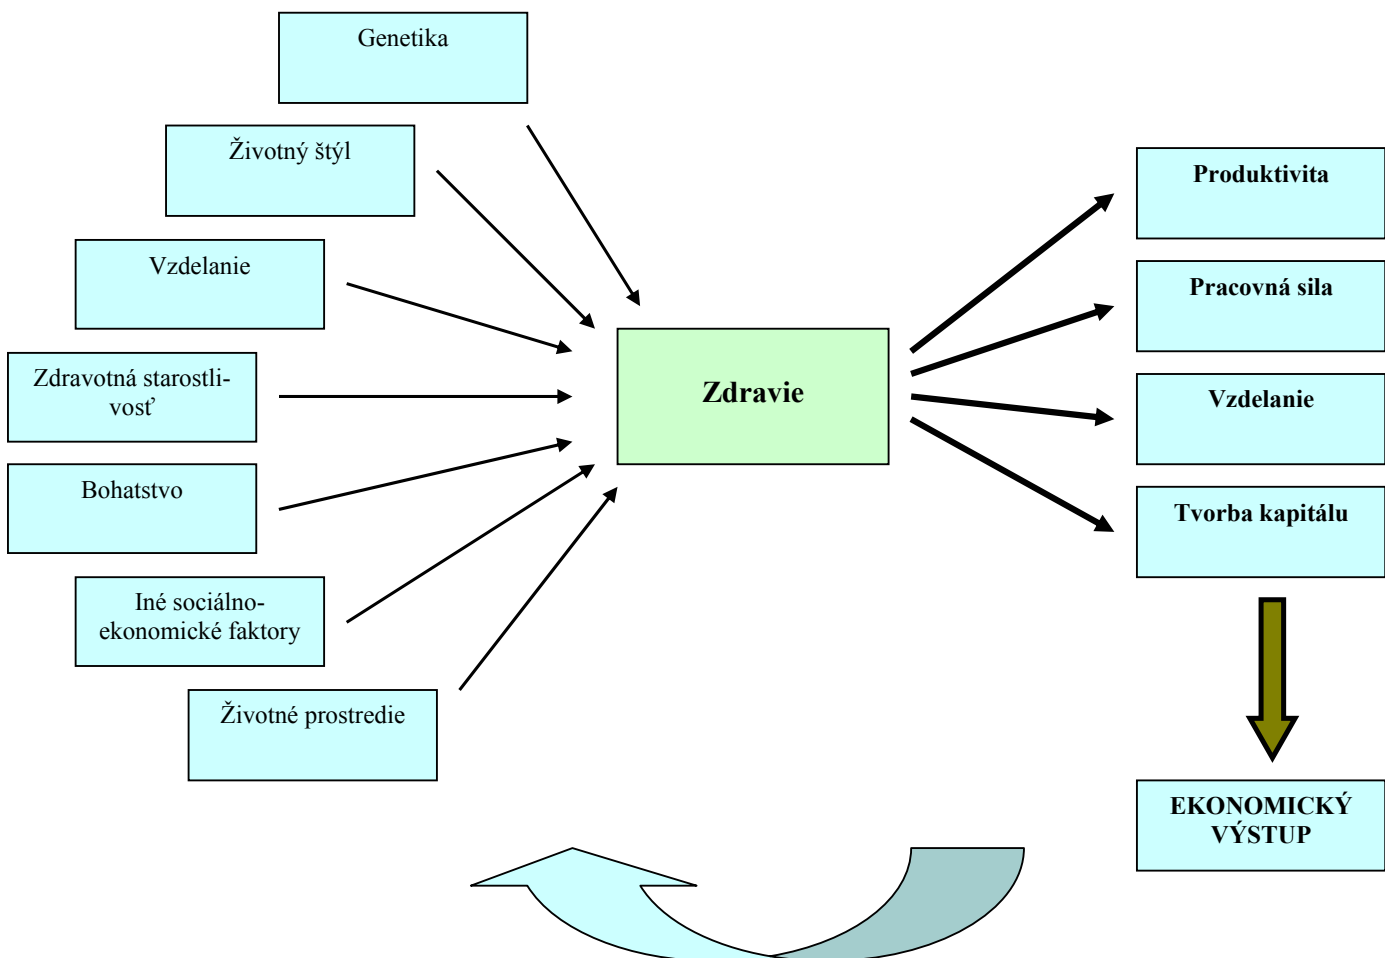 Genetika
Životný štýl
Vzdelanie
Zdravotná starostli-
vosť
Bohatstvo
Iné sociálno-
ekonomické faktory
Životné prostredie
Zdravie
Produktivita
Pracovná sila
Vzdelanie
Tvorba kapitálu
EKONOMICKÝ
VÝSTUP